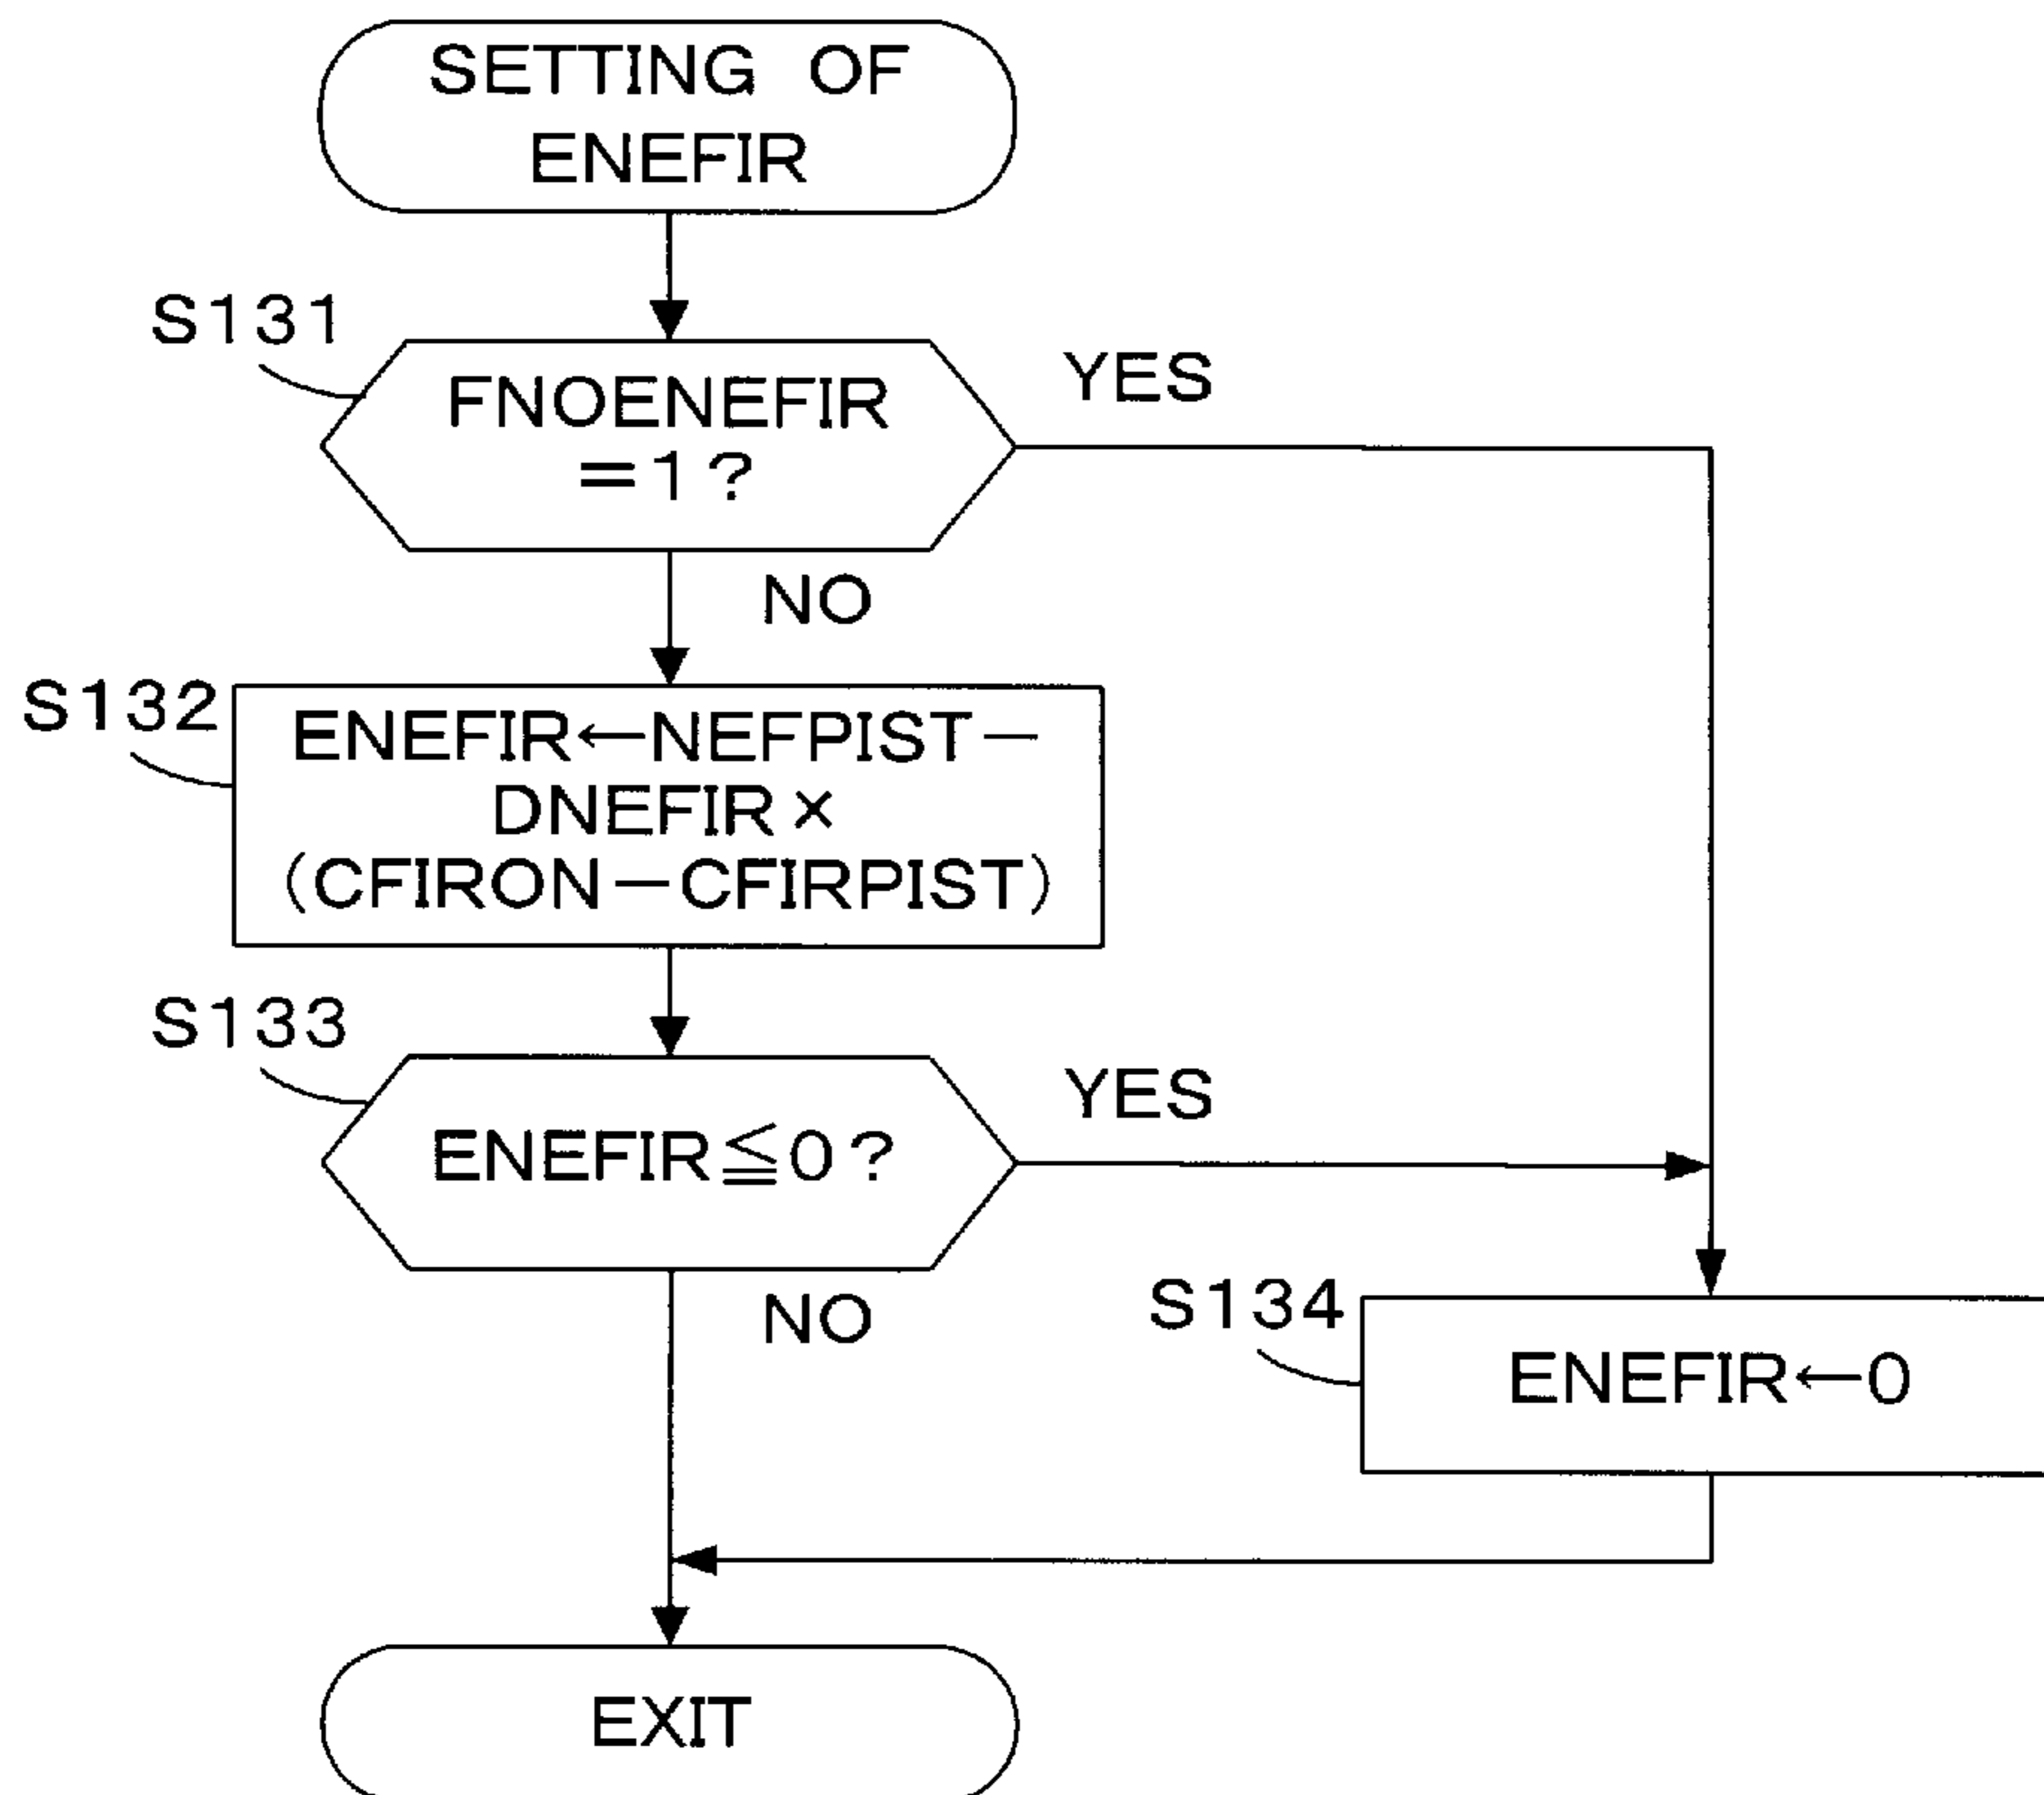 SETTING OF
ENEFIR
S131
FNOENEFIR
=1?
YES
NO
S132
ENEFIR←NEFPIST−
DNEFIR×
(CFIRON−CFIRPIST)
S133
ENEFIR≦0?
YES
NO
S134
ENEFIR←0
EXIT